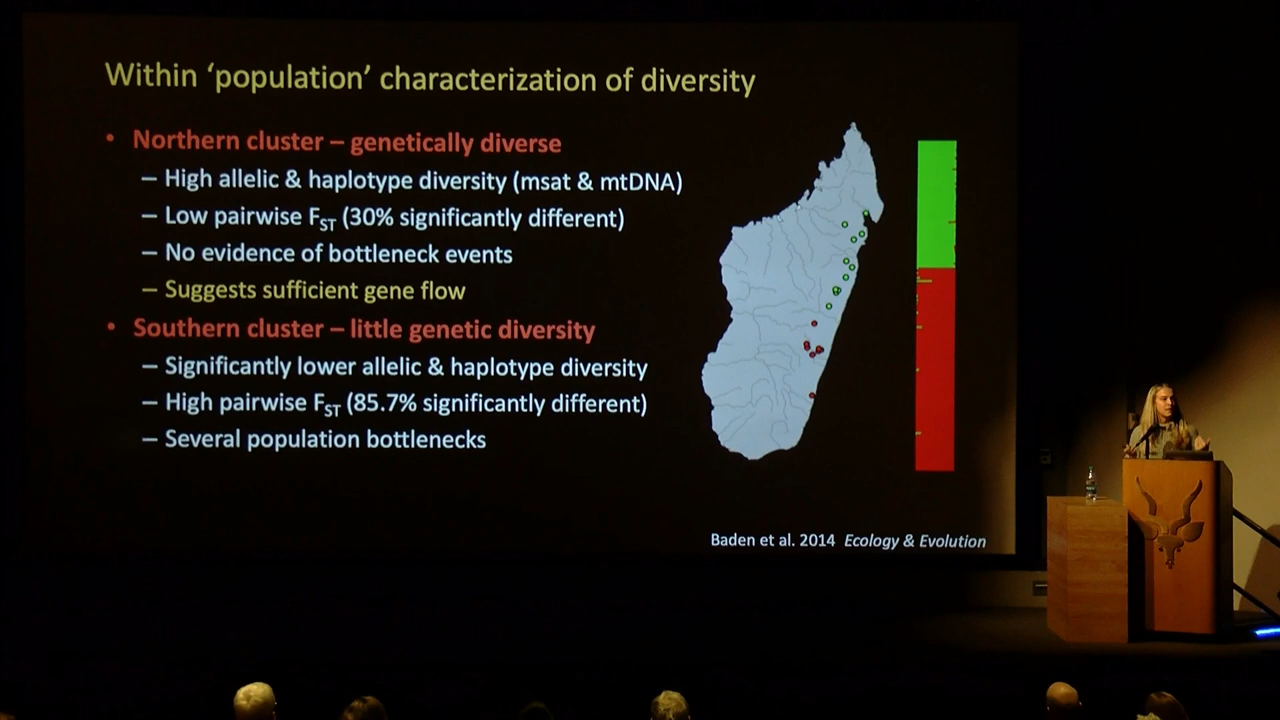 Within ‘population’ characterization of diversity
• Northern cluster – genetically diverse
– High allelic & haplotype diversity (msat & mtDNA)
– Low pairwise FST (30% significantly different)
– No evidence of bottleneck events
– Suggests sufficient gene flow
• Southern cluster – little genetic diversity
– Significantly lower allelic & haplotype diversity
– High pairwise FST (85.7% significantly different)
– Several population bottlenecks
Baden et al. 2014 Ecology & Evolution